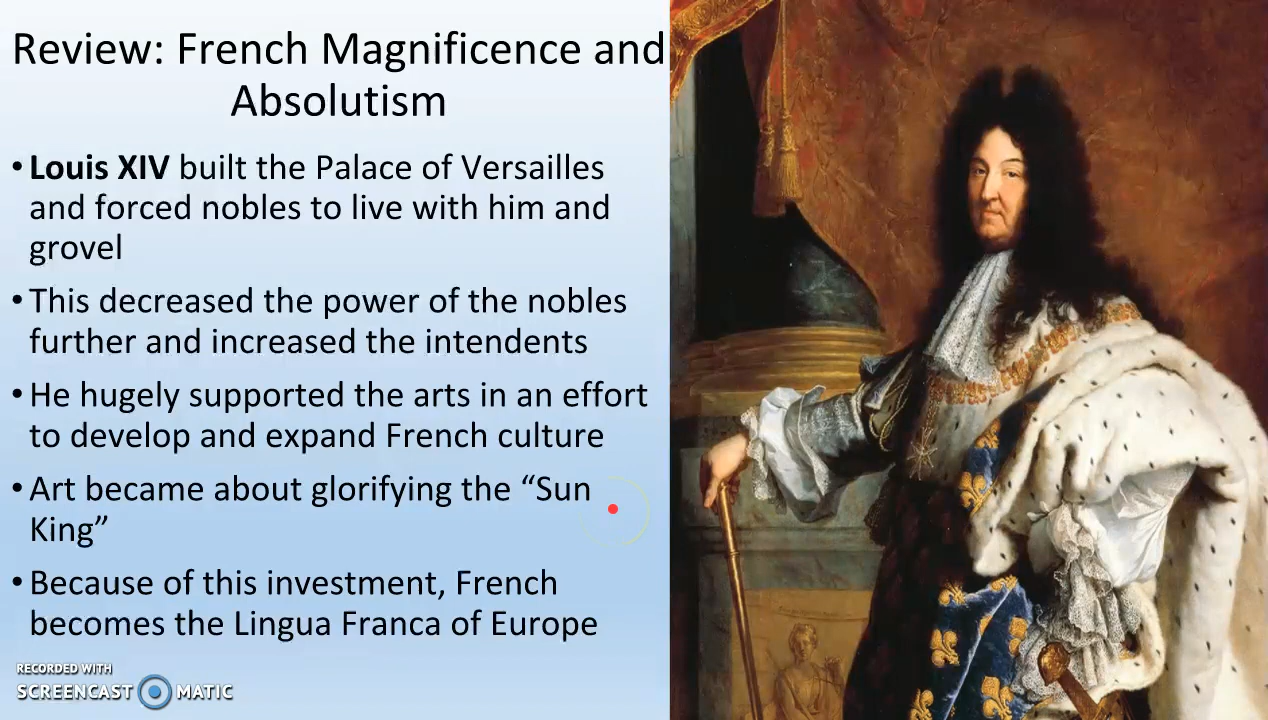 Review: French Magnificence and
Absolutism
• Louis XIV built the Palace of Versailles
and forced nobles to live with him and
grovel
• This decreased the power of the nobles
further and increased the intendents
• He hugely supported the arts in an effort
to develop and expand French culture
• Art became about glorifying the “Sun
King”
• Because of this investment, French
becomes the Lingua Franca of Europe
RECORDED WITH
SCREENCAST MATIC